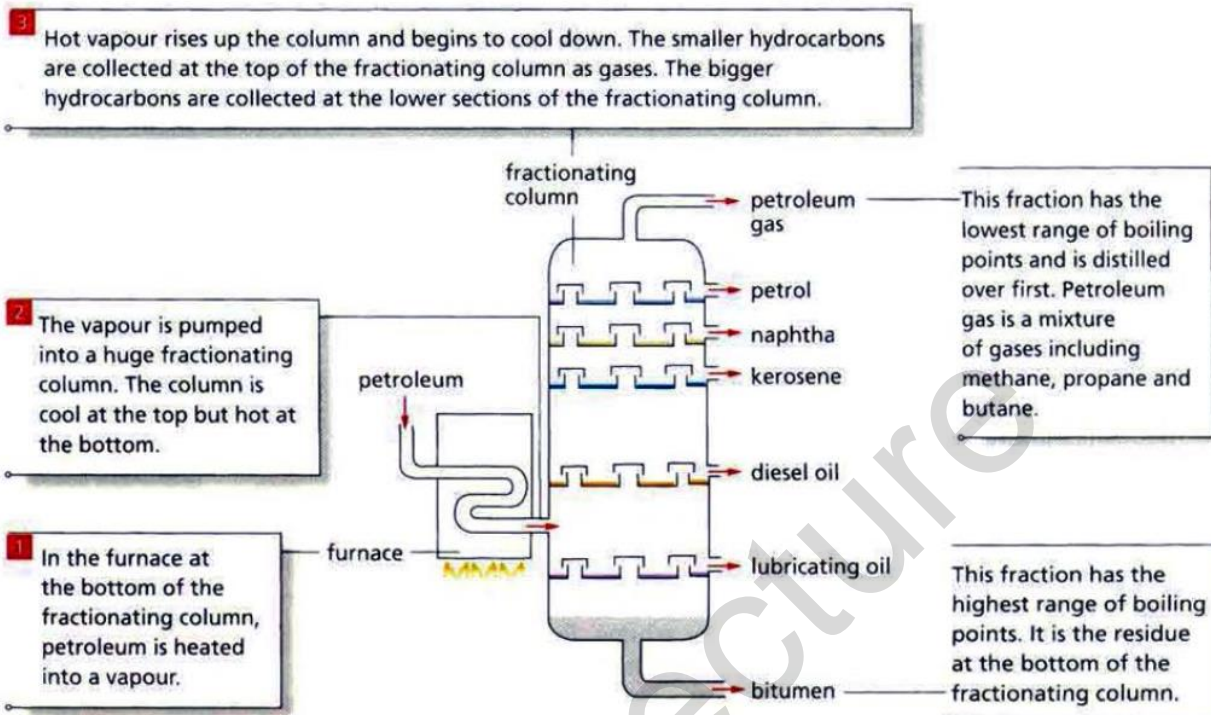 3
Hot vapour rises up the column and begins to cool down. The smaller hydrocarbons
are collected at the top of the fractionating column as gases. The bigger
hydrocarbons are collected at the lower sections of the fractionating column.
fractionating
column
petroleum
gas
This fraction has the
lowest range of boiling
points and is distilled
over first. Petroleum
gas is a mixture
of gases including
methane, propane and
butane.
petrol
naphtha
kerosene
2
The vapour is pumped
into a huge fractionating
column. The column is
cool at the top but hot at
the bottom.
petroleum
diesel oil
1
In the furnace at
the bottom of the
fractionating column,
petroleum is heated
into a vapour.
furnace
lubricating oil
This fraction has the
highest range of boiling
points. It is the residue
at the bottom of the
fractionating column.
bitumen
ecture